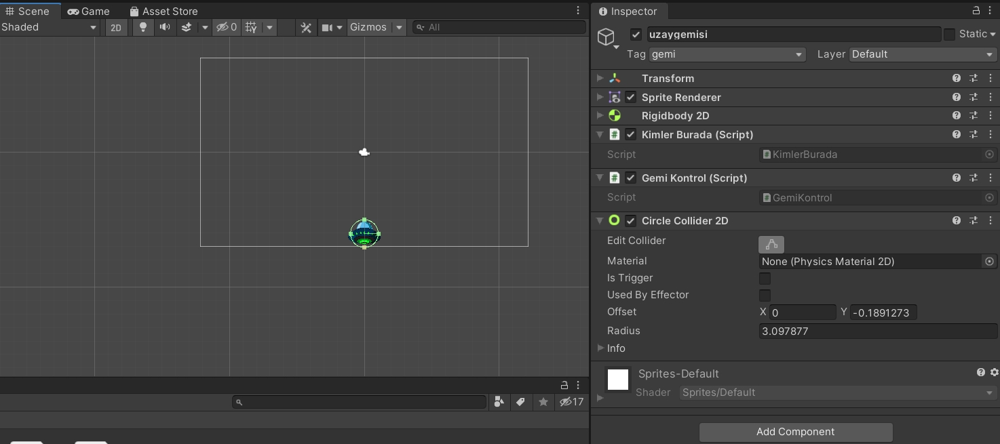 Scene Game Asset Store
Shaded 2D 0 Gizmos All
Inspector
uzaygemisi Static
Tag gemi Layer Default
Transform
Sprite Renderer
Rigidbody 2D
Kimler Burada (Script)
Script KimlerBurada
Gemi Kontrol (Script)
Script GemiKontrol
Circle Collider 2D
Edit Collider
Material None (Physics Material 2D)
Is Trigger
Used By Effector
Offset X 0 Y -0.1891273
Radius 3.097877
Info
Sprites-Default
Shader Sprites/Default
17
Add Component